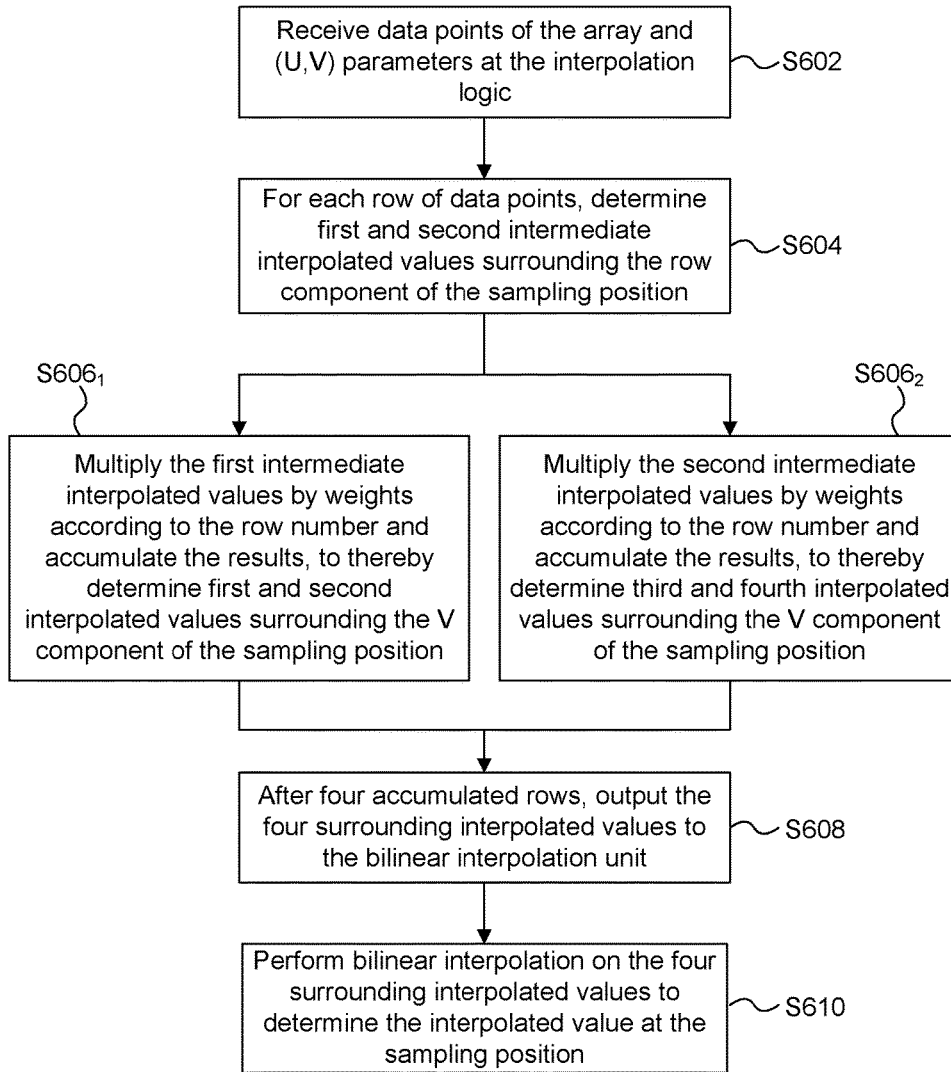 Receive data points of the array and
(U,V) parameters at the interpolation
logic
S602
For each row of data points, determine
first and second intermediate
interpolated values surrounding the row
component of the sampling position
S604
S606₁
S606₂
Multiply the first intermediate
interpolated values by weights
according to the row number and
accumulate the results, to thereby
determine first and second
interpolated values surrounding the V
component of the sampling position
Multiply the second intermediate
interpolated values by weights
according to the row number and
accumulate the results, to thereby
determine third and fourth interpolated
values surrounding the V component
of the sampling position
After four accumulated rows, output the
four surrounding interpolated values to
the bilinear interpolation unit
S608
Perform bilinear interpolation on the four
surrounding interpolated values to
determine the interpolated value at the
sampling position
S610